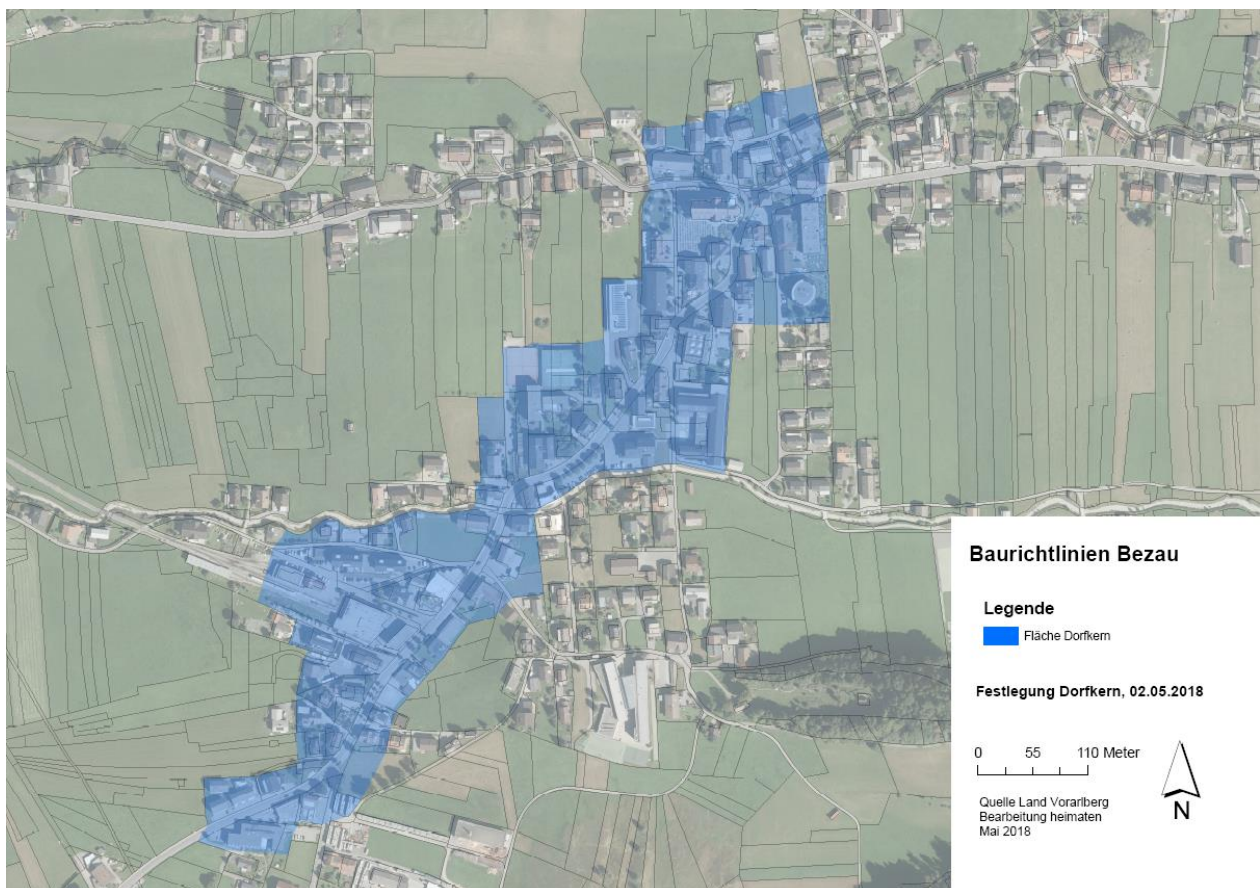 Baurichtlinien Bezau
Legende
Fläche Dorfkern
Festlegung Dorfkern, 02.05.2018
0 55 110 Meter
Quelle Land Vorarlberg
Bearbeitung heimaten
Mai 2018
N